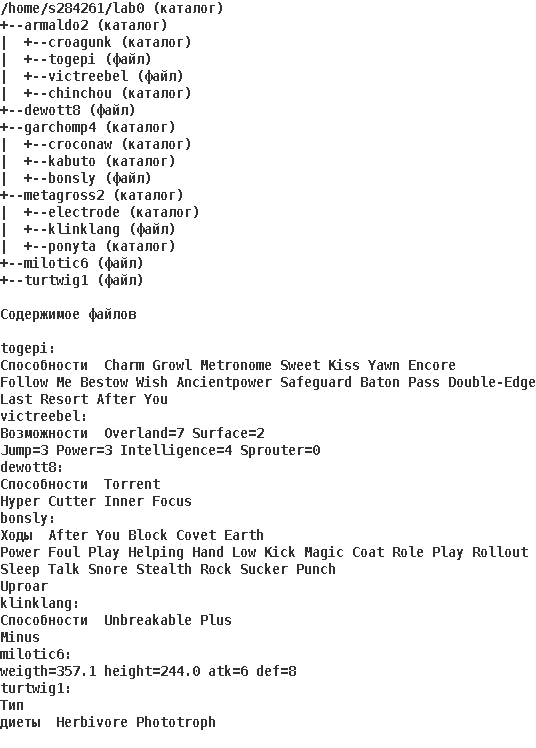 /home/s284261/lab0 (каталог)
+--armaldo2 (каталог)
|  +--croagunk (каталог)
|  +--togepi (файл)
|  +--victreebel (файл)
|  +--chinchou (каталог)
+--dewott8 (файл)
+--garchomp4 (каталог)
|  +--croconaw (каталог)
|  +--kabuto (каталог)
|  +--bonsly (файл)
+--metagross2 (каталог)
|  +--electrode (каталог)
|  +--klinklang (файл)
|  +--ponyta (каталог)
+--milotic6 (файл)
+--turtwig1 (файл)
Содержимое файлов
togepi:
Способности  Charm Growl Metronome Sweet Kiss Yawn Encore
Follow Me Bestow Wish Ancientpower Safeguard Baton Pass Double-Edge
Last Resort After You
victreebel:
Возможности  Overland=7 Surface=2
Jump=3 Power=3 Intelligence=4 Sprouter=0
dewott8:
Способности  Torrent
Hyper Cutter Inner Focus
bonsly:
Ходы  After You Block Covet Earth
Power Foul Play Helping Hand Low Kick Magic Coat Role Play Rollout
Sleep Talk Snore Stealth Rock Sucker Punch
Uproar
klinklang:
Способности  Unbreakable Plus
Minus
milotic6:
weigth=357.1 height=244.0 atk=6 def=8
turtwig1:
Тип
диеты  Herbivore Phototroph